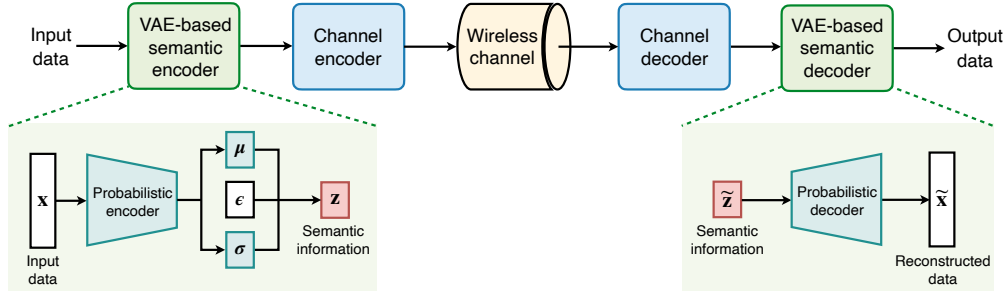 Input
data
VAE-based
semantic
encoder
Channel
encoder
Wireless
channel
Channel
decoder
VAE-based
semantic
decoder
Output
data
x
Input
data
Probabilistic
encoder
μ
ϵ
σ
z
Semantic
information
z̃
Semantic
information
Probabilistic
decoder
x̃
Reconstructed
data